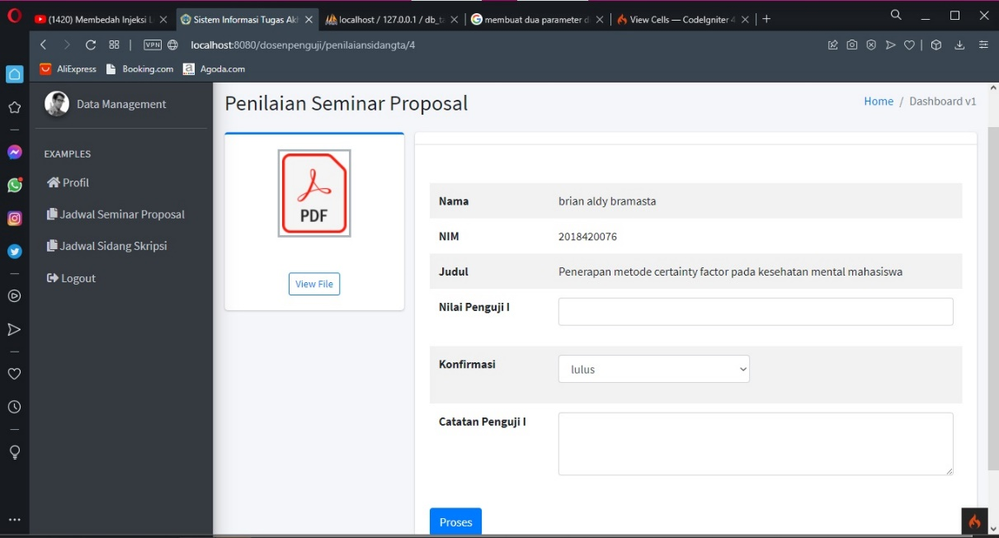 (1420) Membedah Injeksi L
Sistem Informasi Tugas Ak
localhost / 127.0.0.1 / db_ta
membuat dua parameter d
View Cells — CodeIgniter 4
VPN
localhost:8080/dosenpenguji/penilaiansidangta/4
AliExpress
Booking.com
Agoda.com
Data Management
EXAMPLES
Profil
Jadwal Seminar Proposal
Jadwal Sidang Skripsi
Logout
Penilaian Seminar Proposal
Home / Dashboard v1
PDF
View File
Nama brian aldy bramasta
NIM 2018420076
Judul Penerapan metode certainty factor pada kesehatan mental mahasiswa
Nilai Penguji I
Konfirmasi lulus
Catatan Penguji I
Proses